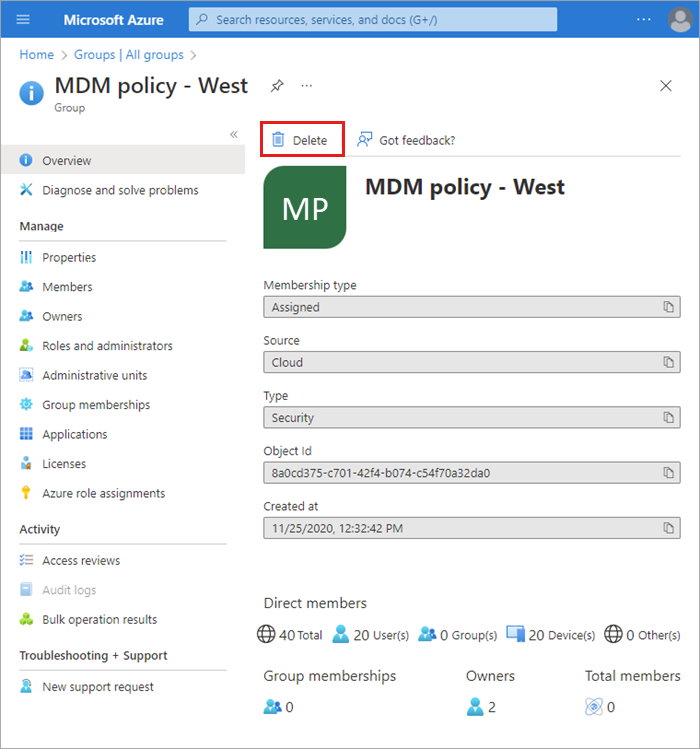 Microsoft Azure
Search resources, services, and docs (G+/)
...
Home > Groups | All groups >
MDM policy - West
...
Group
«
Delete
Got feedback?
Overview
Diagnose and solve problems
Manage
Properties
Members
Owners
Roles and administrators
Administrative units
Group memberships
Applications
Licenses
Azure role assignments
Activity
Access reviews
Audit logs
Bulk operation results
Troubleshooting + Support
New support request
MP
MDM policy - West
Membership type
Assigned
Source
Cloud
Type
Security
Object Id
8a0cd375-c701-42f4-b074-c54f70a32da0
Created at
11/25/2020, 12:32:42 PM
Direct members
40 Total 20 User(s) 0 Group(s) 20 Device(s) 0 Other(s)
Group memberships Owners Total members
0 2 0